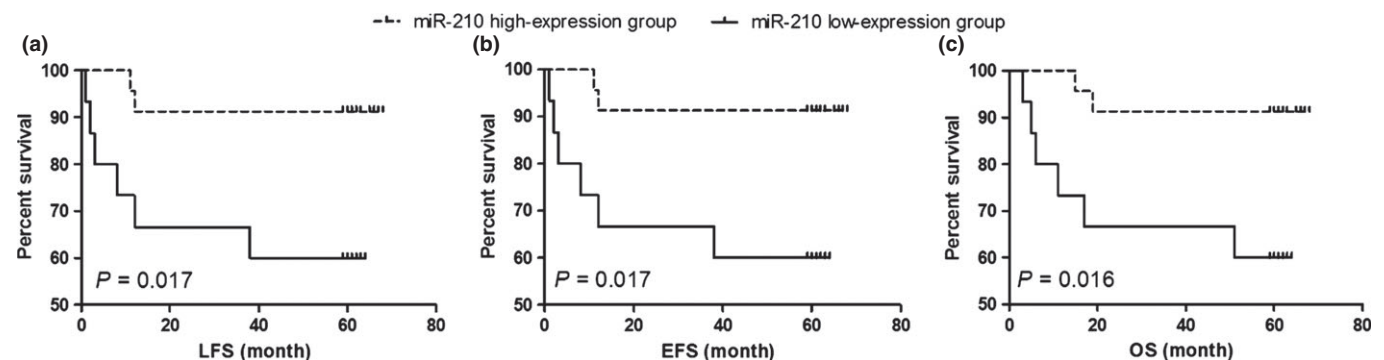 miR-210 high-expression group miR-210 low-expression group
(a) (b) (c)
Percent survival
100
90
80
70
60
50
P = 0.017
0 20 40 60 80
LFS (month)
Percent survival
100
90
80
70
60
50
P = 0.017
0 20 40 60 80
EFS (month)
Percent survival
100
90
80
70
60
50
P = 0.016
0 20 40 60 80
OS (month)